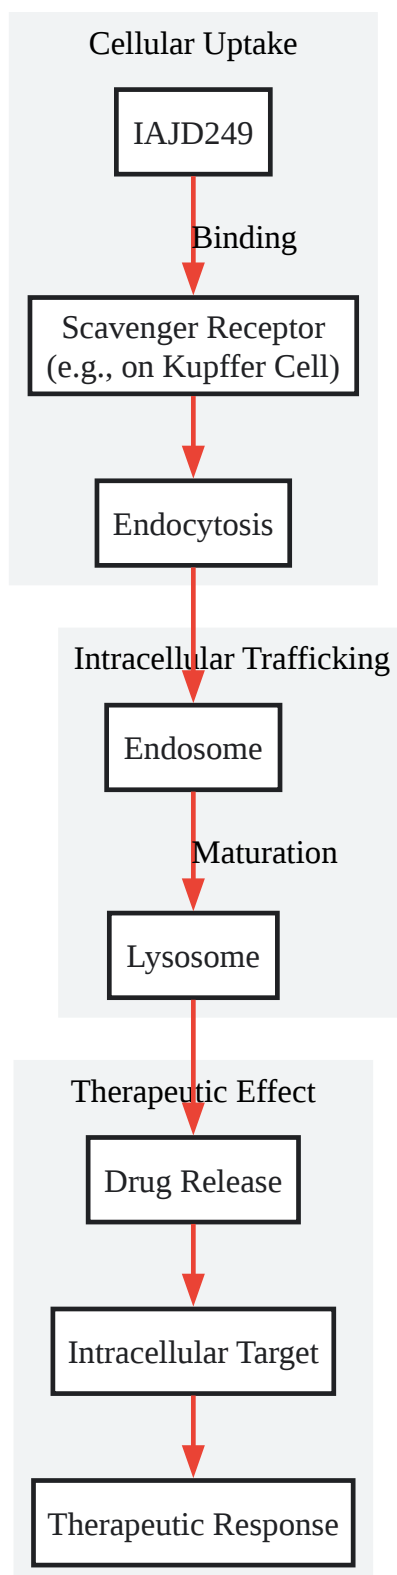 Cellular Uptake
IAJD249
Binding
Scavenger Receptor
(e.g., on Kupffer Cell)
Endocytosis
Intracellular Trafficking
Endosome
Maturation
Lysosome
Therapeutic Effect
Drug Release
Intracellular Target
Therapeutic Response